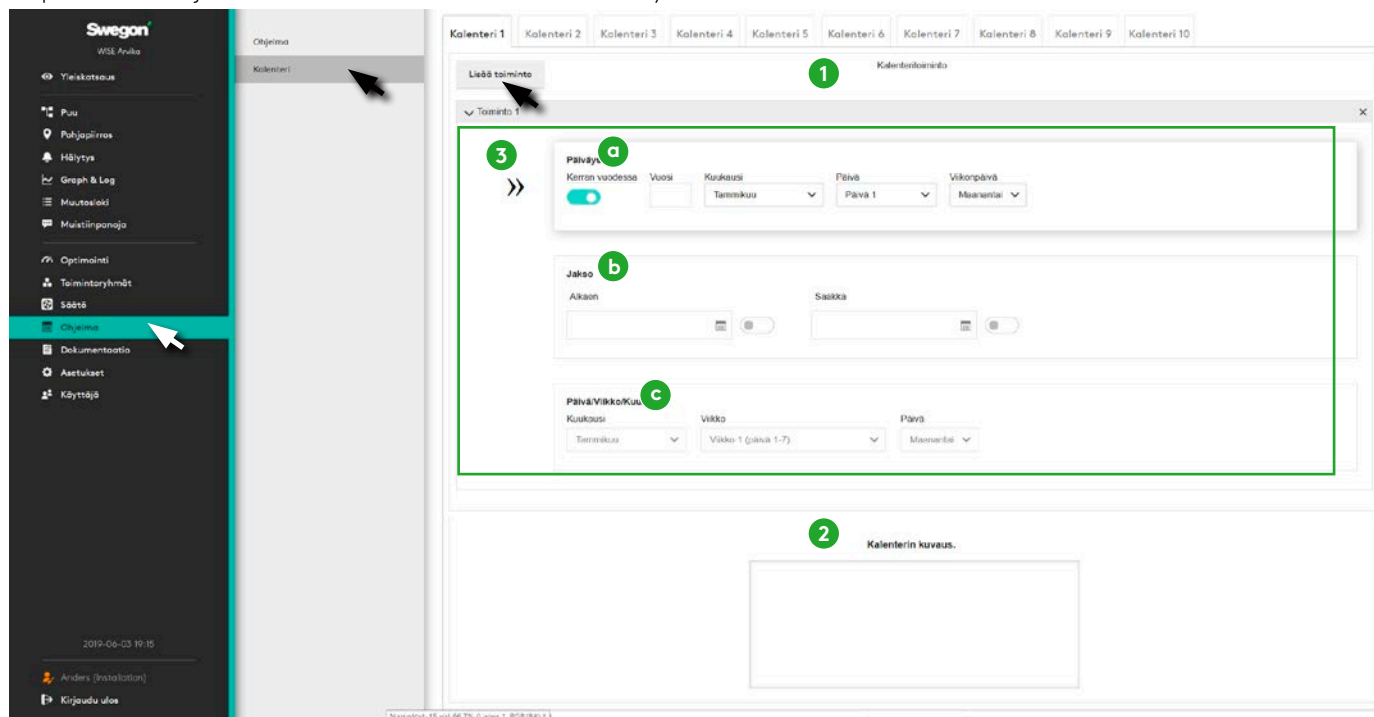 Swegon
WISE Arvika
Yleiskatsaus
Puu
Pohjapiirros
Hälytys
Graph & Log
Muutosloki
Muistiinpanoja
Optimointi
Toimintaryhmät
Säätö
Ohjelma
Dokumentaatio
Asetukset
Käyttäjä
2019-06-03 19:15
Anders (Installation)
Kirjaudu ulos
Ohjelma
Kalenteri
Kalenteri 1 Kalenteri 2 Kalenteri 3 Kalenteri 4 Kalenteri 5 Kalenteri 6 Kalenteri 7 Kalenteri 8 Kalenteri 9 Kalenteri 10
Lisää toiminto
1
Kalenteritoiminto
Toiminto 1
3
a
Kerran vuodessa Vuosi Kuukausi Päivä Viikonpäivä
Tammikuu Päivä 1 Maanantai
Jakso b
Alkaen Saakka
Päivä/Viikko/Kuu c
Kuukausi Viikko Päivä
Tammikuu Viikko 1 (päivä 1-7) Maanantai
2
Kalenterin kuvaus.